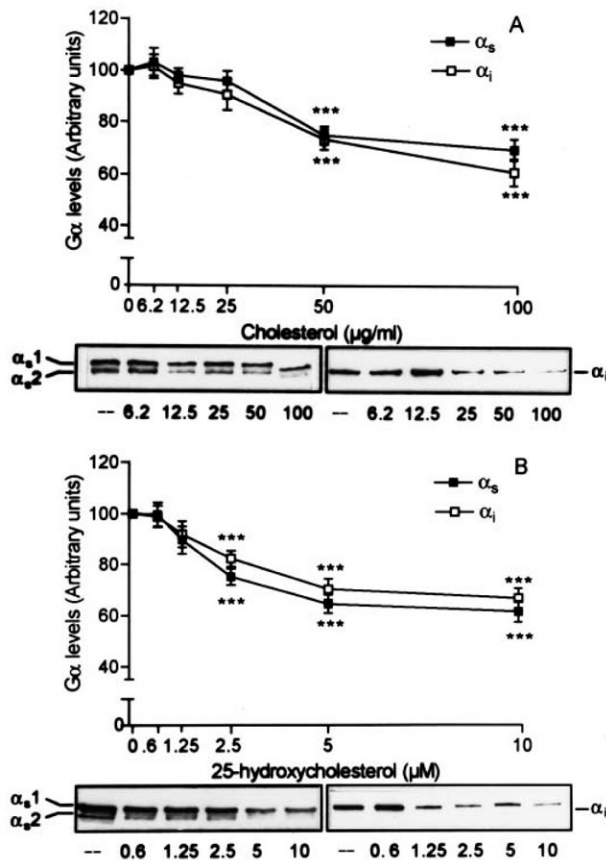 A
120
100
80
60
40
0
Gα levels (Arbitrary units)
αs
αi
***
***
***
***
0 6.2 12.5 25 50 100
Cholesterol (µg/ml)
αs1
αs2
αi
-- 6.2 12.5 25 50 100
-- 6.2 12.5 25 50 100
B
120
100
80
60
40
0
Gα levels (Arbitrary units)
αs
αi
***
***
***
***
***
***
0 0.6 1.25 2.5 5 10
25-hydroxycholesterol (µM)
αs1
αs2
αi
-- 0.6 1.25 2.5 5 10
-- 0.6 1.25 2.5 5 10